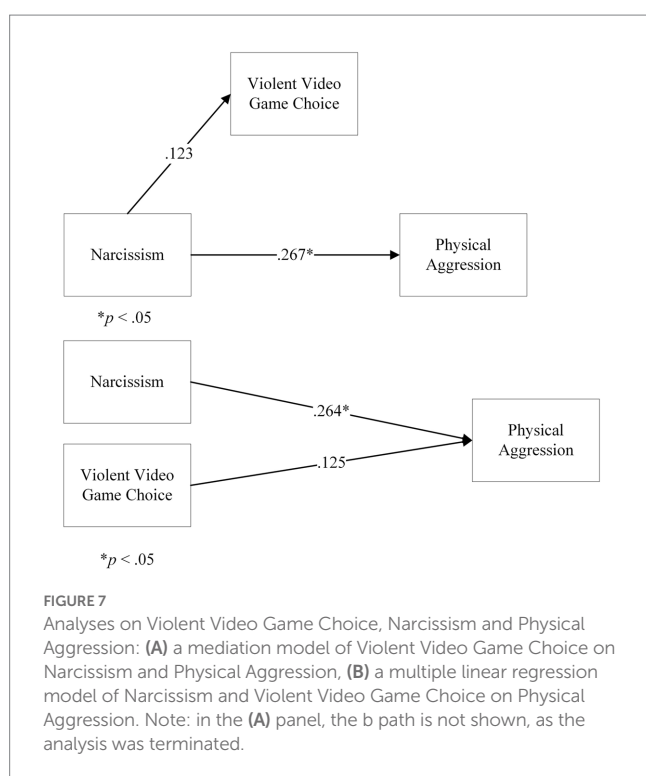 Violent Video
Game Choice
.123
Narcissism
.267*
Physical
Aggression
*p < .05
Narcissism
.264*
Physical
Aggression
.125
Violent Video
Game Choice
*p < .05
FIGURE 7
Analyses on Violent Video Game Choice, Narcissism and Physical
Aggression: (A) a mediation model of Violent Video Game Choice on
Narcissism and Physical Aggression, (B) a multiple linear regression
model of Narcissism and Violent Video Game Choice on Physical
Aggression. Note: in the (A) panel, the b path is not shown, as the
analysis was terminated.